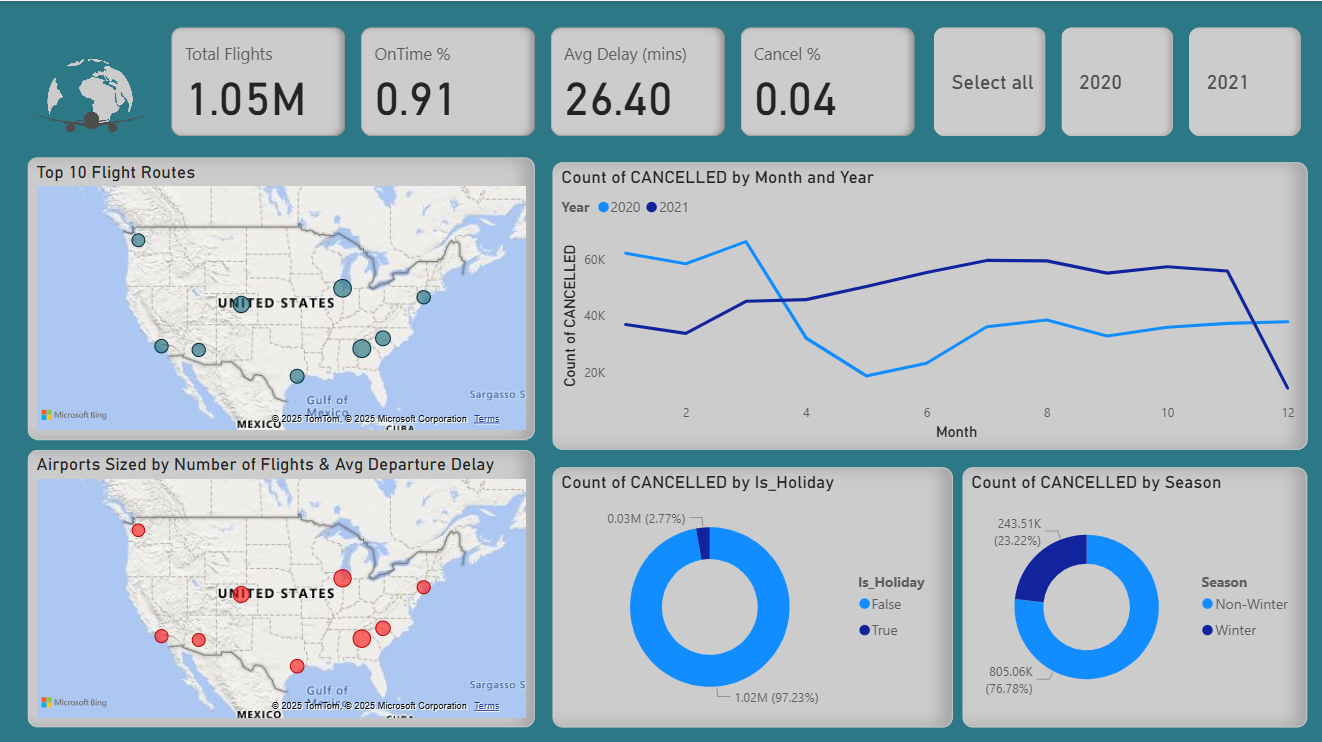 Total Flights
1.05M
OnTime %
0.91
Avg Delay (mins)
26.40
Cancel %
0.04
Select all
2020
2021
Top 10 Flight Routes
UNITED STATES
Gulf of
Mexico
Sargasso S
MEXICO
CUBA
Microsoft Bing
© 2025 TomTom, © 2025 Microsoft Corporation Terms
Count of CANCELLED by Month and Year
Year 2020 2021
Count of CANCELLED
60K
40K
20K
2 4 6 8 10 12
Month
Airports Sized by Number of Flights & Avg Departure Delay
UNITED STATES
Gulf of
Mexico
Sargasso S
MEXICO
CUBA
Microsoft Bing
© 2025 TomTom, © 2025 Microsoft Corporation Terms
Count of CANCELLED by Is_Holiday
0.03M (2.77%)
1.02M (97.23%)
Is_Holiday
False
True
Count of CANCELLED by Season
243.51K
(23.22%)
805.06K
(76.78%)
Season
Non-Winter
Winter